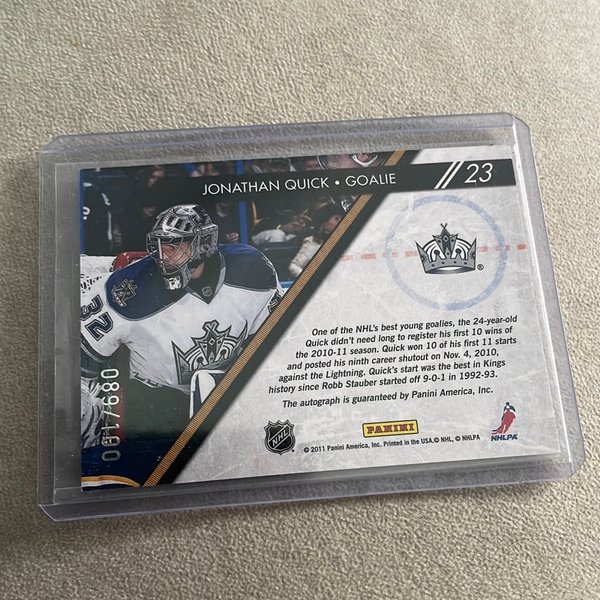 JONATHAN QUICK • GOALIE
// 23
One of the NHL's best young goalies, the 24-year-old
Quick didn't need long to register his first 10 wins of
the 2010-11 season. Quick won 10 of his first 11 starts
and posted his ninth career shutout on Nov. 4, 2010,
against the Lightning. Quick's start was the best in Kings
history since Robb Stauber started off 9-0-1 in 1992-93.
The autograph is guaranteed by Panini America, Inc.
NHL
PANINI
NHLPA
© 2011 Panini America, Inc. Printed in the USA.© NHL, © NHLPA
32
089/100
®